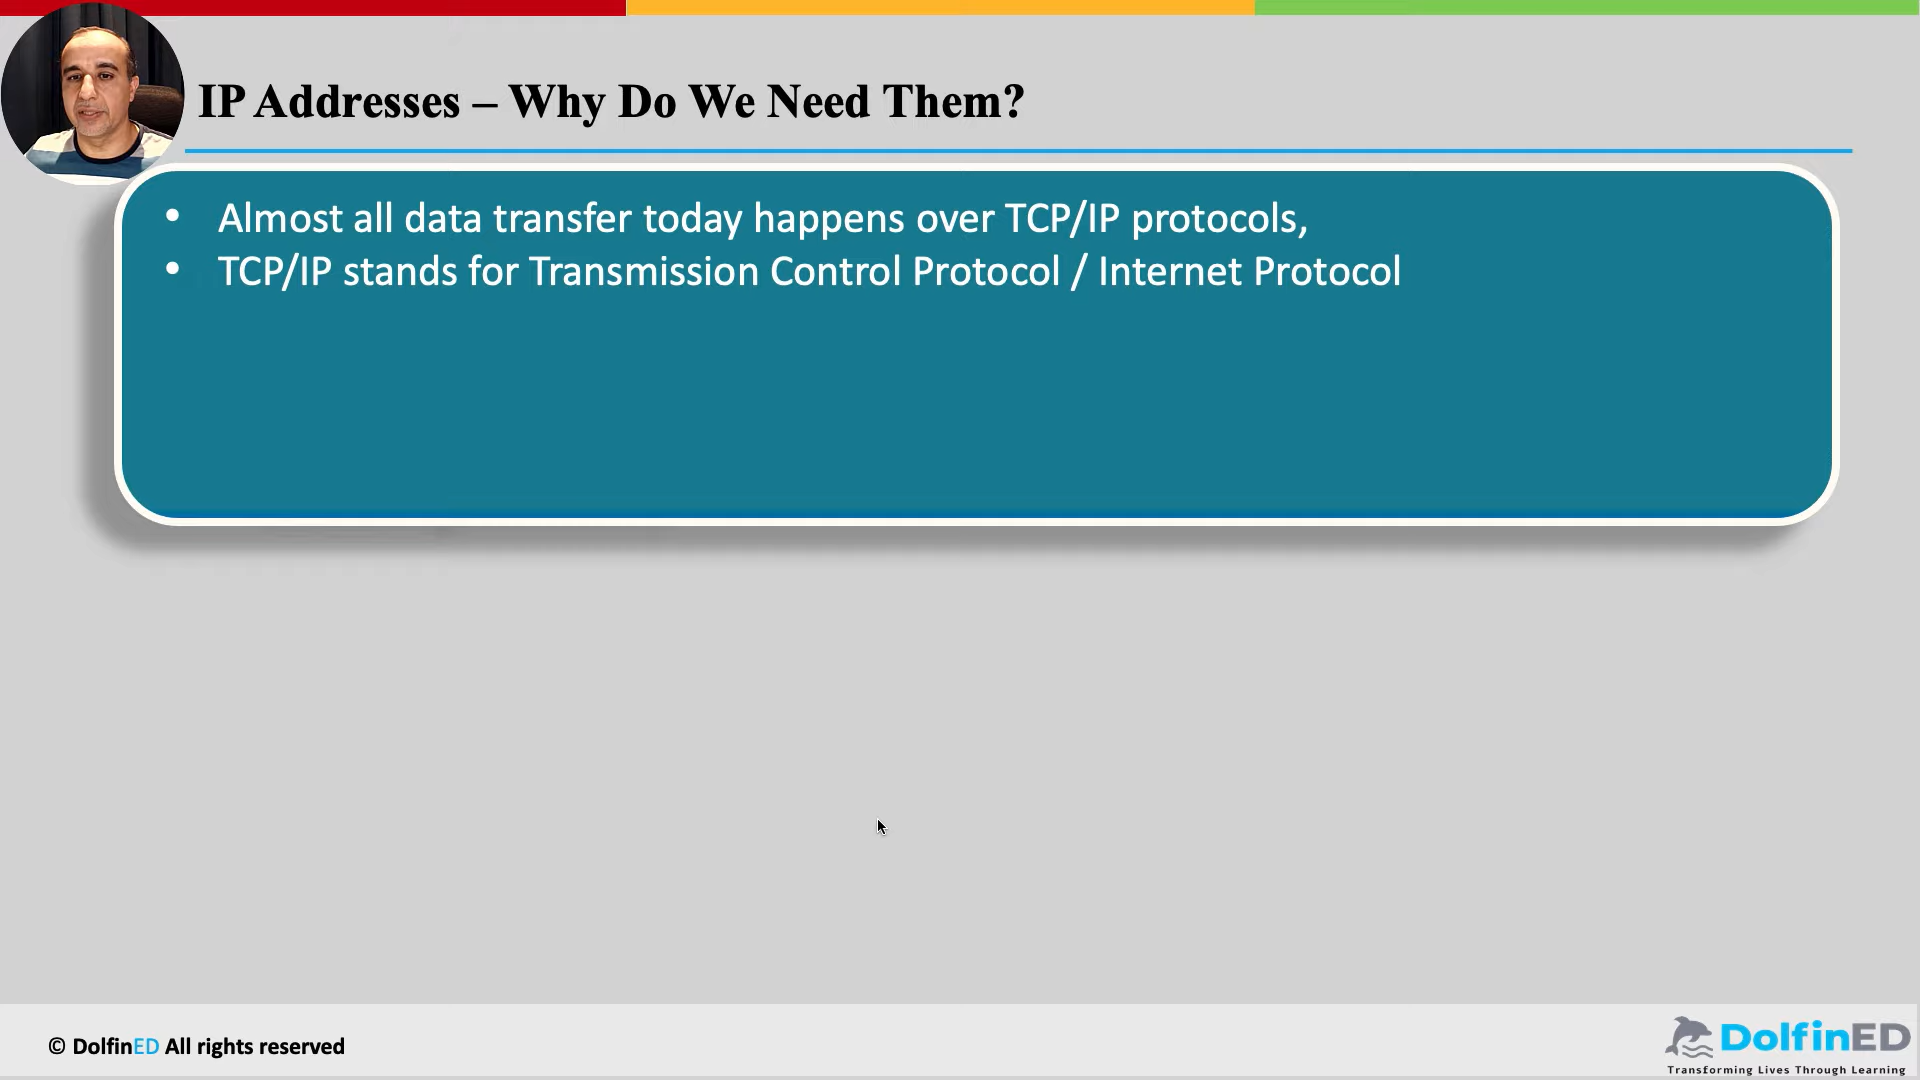 IP Addresses – Why Do We Need Them?
• Almost all data transfer today happens over TCP/IP protocols,
• TCP/IP stands for Transmission Control Protocol / Internet Protocol
© DolfinED All rights reserved
DolfinED
Transforming Lives Through Learning